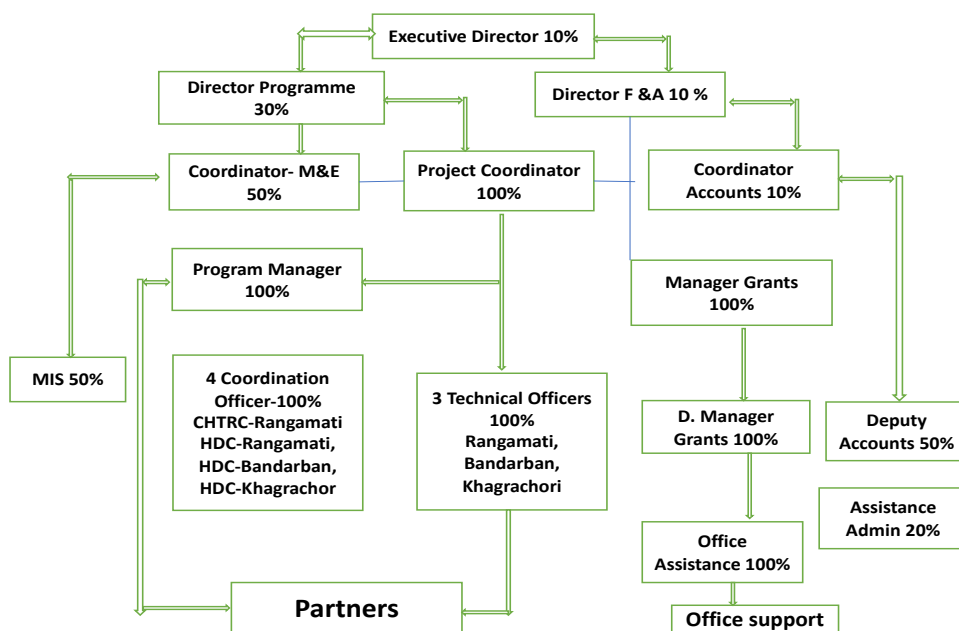 Executive Director 10%
Director Programme
30%
Director F &A 10 %
Coordinator- M&E
50%
Project Coordinator
100%
Coordinator
Accounts 10%
Program Manager
100%
Manager Grants
100%
MIS 50%
4 Coordination
Officer-100%
CHTRC-Rangamati
HDC-Rangamati,
HDC-Bandarban,
HDC-Khagrachor
3 Technical Officers
100%
Rangamati,
Bandarban,
Khagrachori
D. Manager
Grants 100%
Deputy
Accounts 50%
Assistance
Admin 20%
Office
Assistance 100%
Partners
Office support